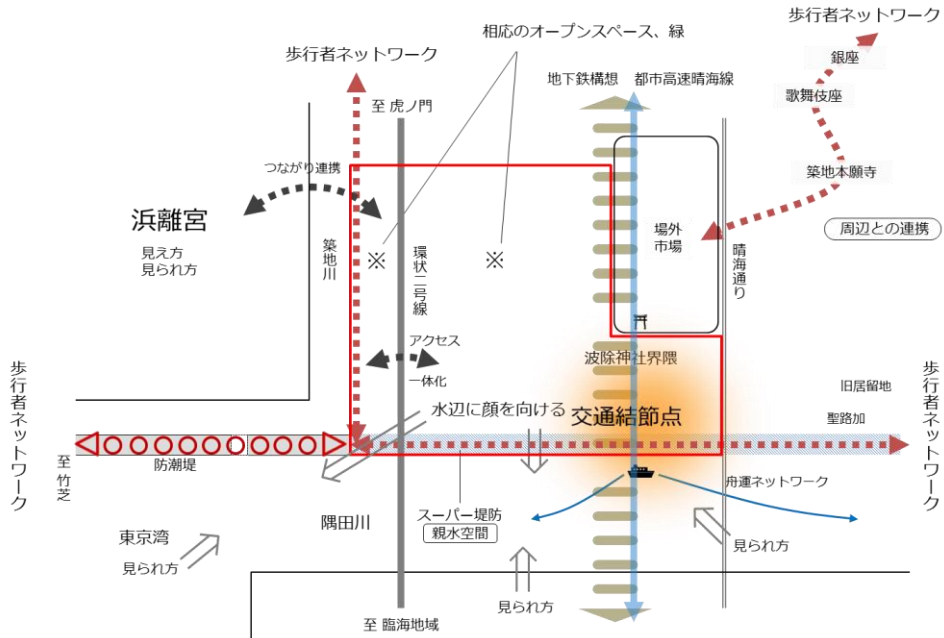 歩行者ネットワーク
相応のオープンスペース、緑
歩行者ネットワーク
銀座
歌舞伎座
築地本願寺
周辺との連携
地下鉄構想
都市高速晴海線
至 虎ノ門
つながり連携
浜離宮
見え方
見られ方
築地川
※
環状二号線
※
場外
市場
晴海通り
アクセス
一体化
波除神社界隈
交通結節点
水辺に顔を向ける
旧居留地
聖路加
歩行者ネットワーク
歩行者ネットワーク
至 竹芝
防潮堤
隅田川
スーパー堤防
親水空間
舟運ネットワーク
東京湾
見られ方
見られ方
見られ方
至 臨海地域